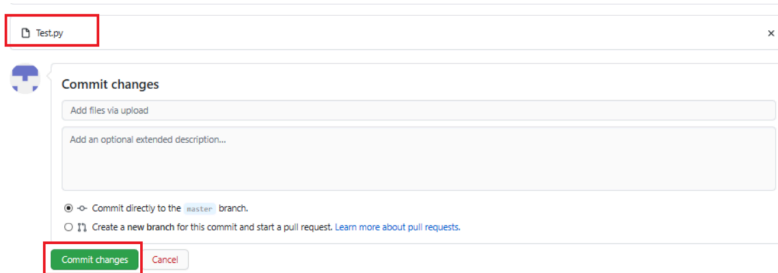 Test.py
Commit changes
Add files via upload
Add an optional extended description...
Commit directly to the master branch.
Create a new branch for this commit and start a pull request. Learn more about pull requests.
Commit changes Cancel